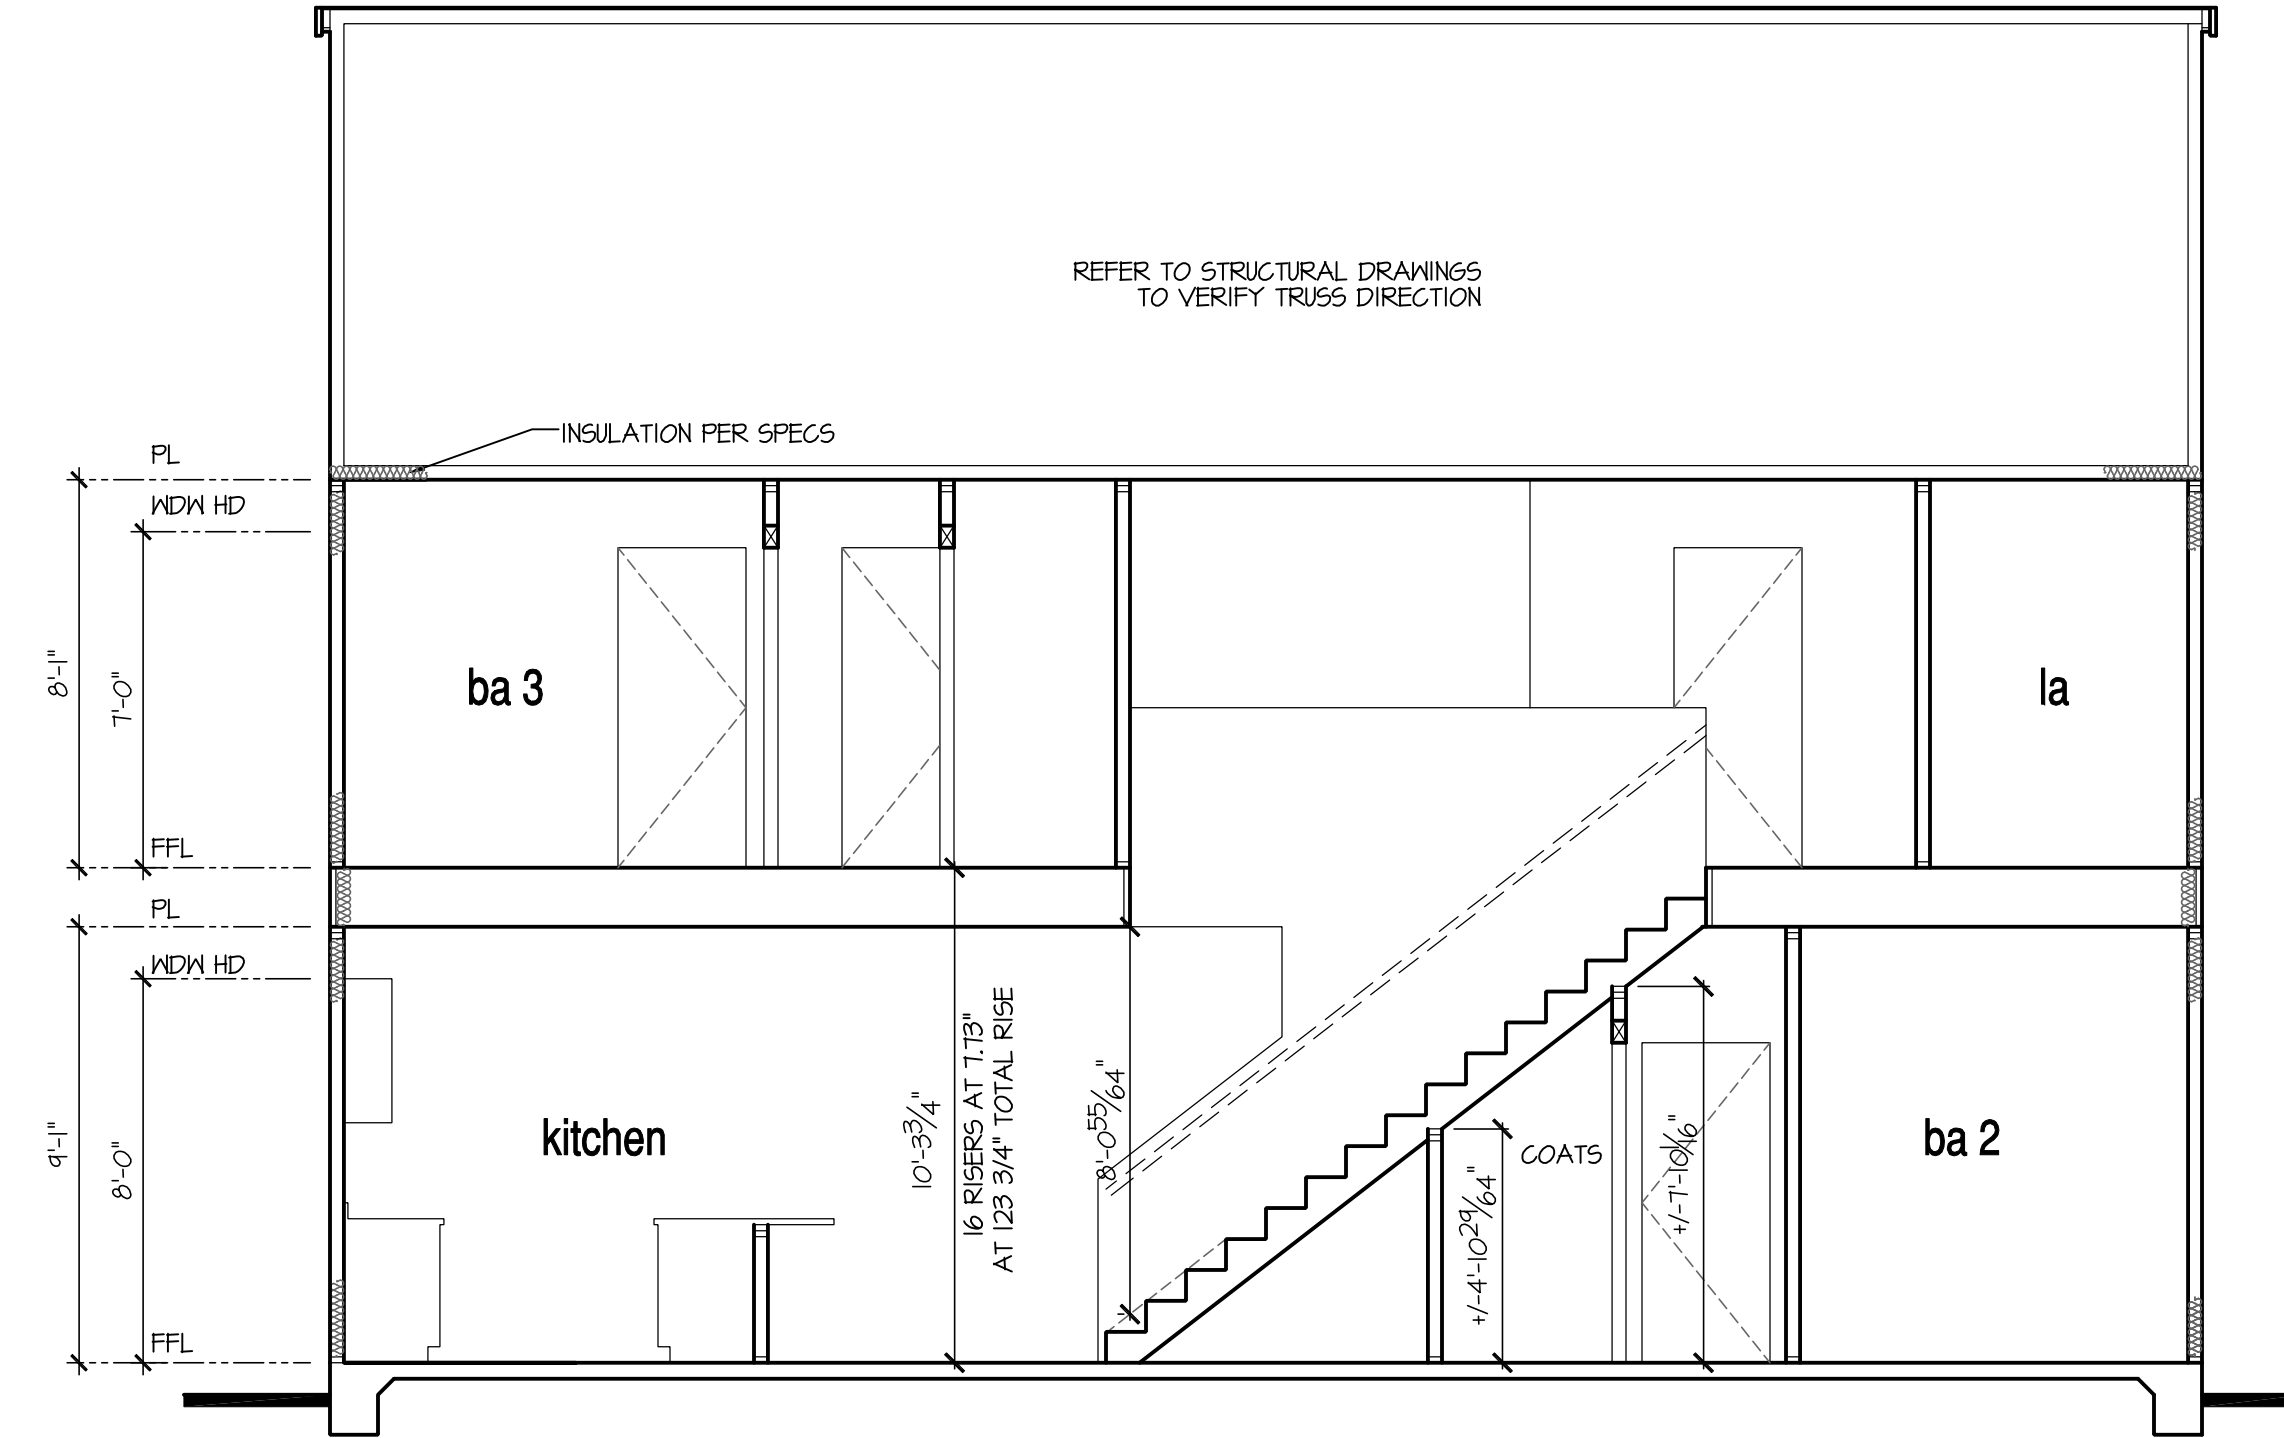 REFER TO STRUCTURAL DRAWINGS
TO VERIFY TRUSS DIRECTION
INSULATION PER SPECS
PL
WDW HD
8'-1"
7'-0"
ba 3
la
FFL
PL
WDW HD
9'-1"
8'-0"
kitchen
10'-3 3/4"
16 RISERS AT 7.73"
AT 123 3/4" TOTAL RISE
8'-0 55/64"
+/-4'-10 29/64"
COATS
+/-7'-10 1/16"
ba 2
FFL